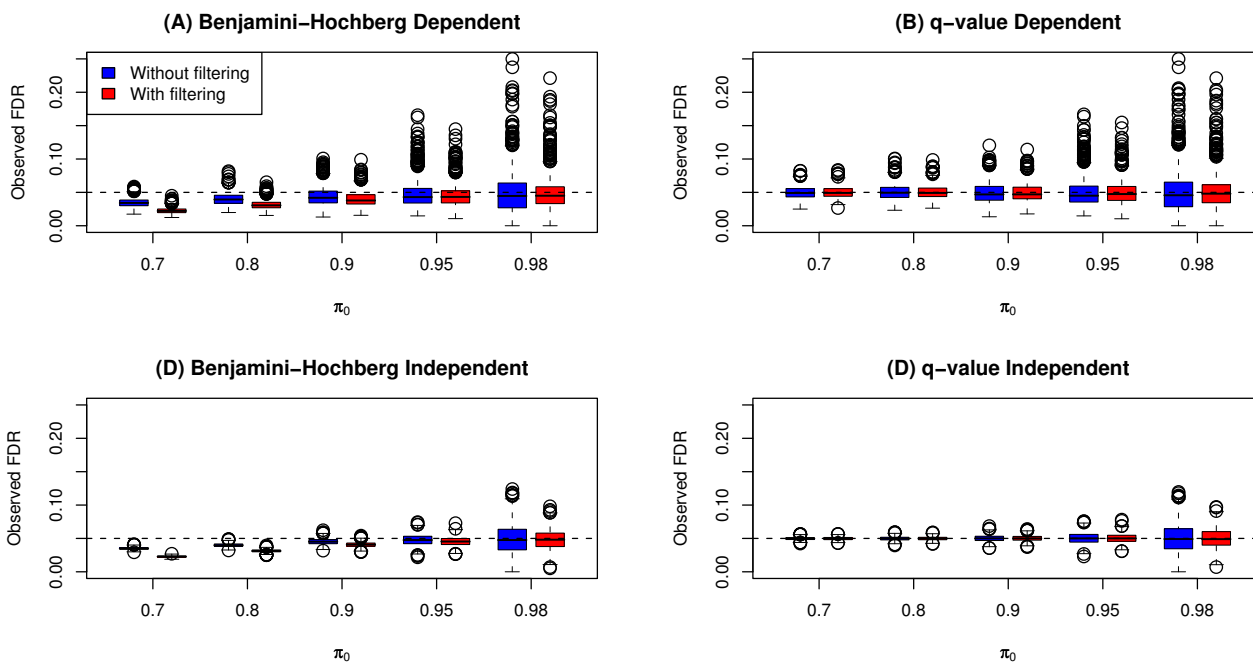 (A) Benjamini−Hochberg Dependent
Observed FDR
0.00 0.10 0.20
Without filtering
With filtering
0.7 0.8 0.9 0.95 0.98
π0
(B) q−value Dependent
Observed FDR
0.00 0.10 0.20
0.7 0.8 0.9 0.95 0.98
π0
(D) Benjamini−Hochberg Independent
Observed FDR
0.00 0.10 0.20
0.7 0.8 0.9 0.95 0.98
π0
(D) q−value Independent
Observed FDR
0.00 0.10 0.20
0.7 0.8 0.9 0.95 0.98
π0